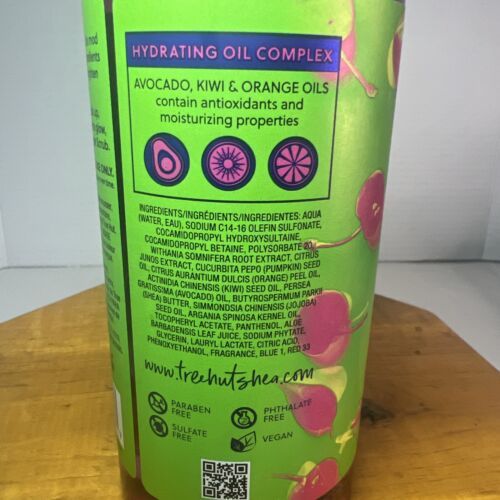 HYDRATING OIL COMPLEX
AVOCADO, KIWI & ORANGE OILS
contain antioxidants and
moisturizing properties
INGREDIENTS/INGRÉDIENTS/INGREDIENTES: AQUA
(WATER, EAU), SODIUM C14-16 OLEFIN SULFONATE,
COCAMIDOPROPYL HYDROXYSULTAINE,
COCAMIDOPROPYL BETAINE, POLYSORBATE 20,
WITHANIA SOMNIFERA ROOT EXTRACT, CITRUS
JUNOS EXTRACT, CUCURBITA PEPO (PUMPKIN) SEED
OIL, CITRUS AURANTIUM DULCIS (ORANGE) PEEL OIL,
ACTINIDIA CHINENSIS (KIWI) SEED OIL, PERSEA
GRATISSIMA (AVOCADO) OIL, BUTYROSPERMUM PARKII
(SHEA) BUTTER, SIMMONDSIA CHINENSIS (JOJOBA)
SEED OIL, ARGANIA SPINOSA KERNEL OIL,
TOCOPHERYL ACETATE, PANTHENOL, ALOE
BARBADENSIS LEAF JUICE, SODIUM PHYTATE,
GLYCERIN, LAURYL LACTATE, CITRIC ACID,
PHENOXYETHANOL, FRAGRANCE, BLUE 1, RED 33
www.treehutshea.com
PARABEN
FREE
PHTHALATE
FREE
SULFATE
FREE
VEGAN